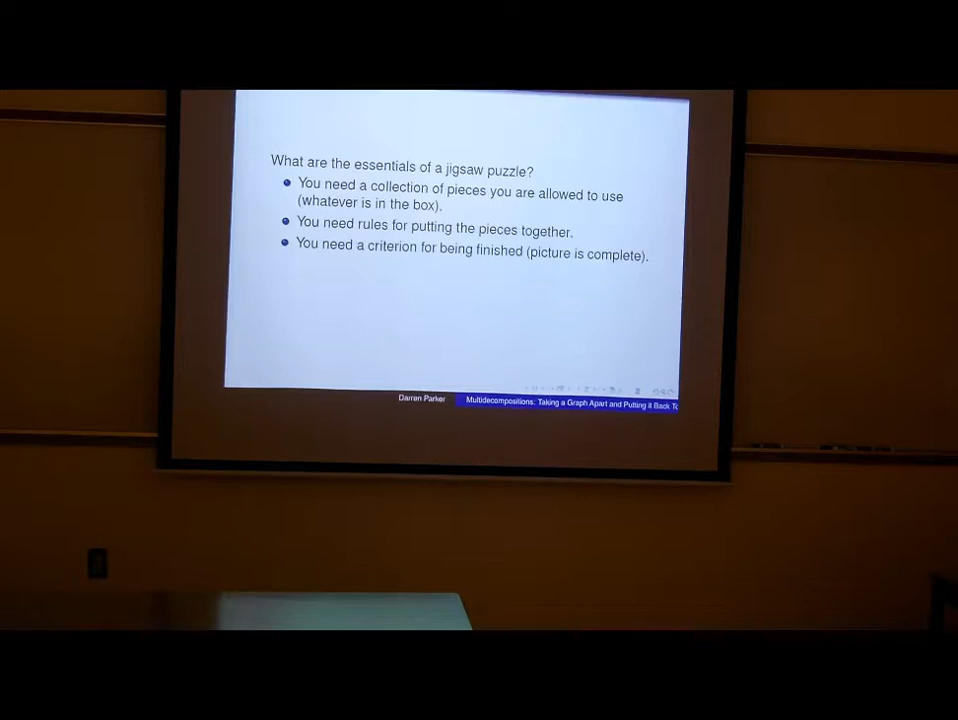 What are the essentials of a jigsaw puzzle?
You need a collection of pieces you are allowed to use
(whatever is in the box).
You need rules for putting the pieces together.
You need a criterion for being finished (picture is complete).
Darren Parker Multidecompositions: Taking a Graph Apart and Putting it Back To